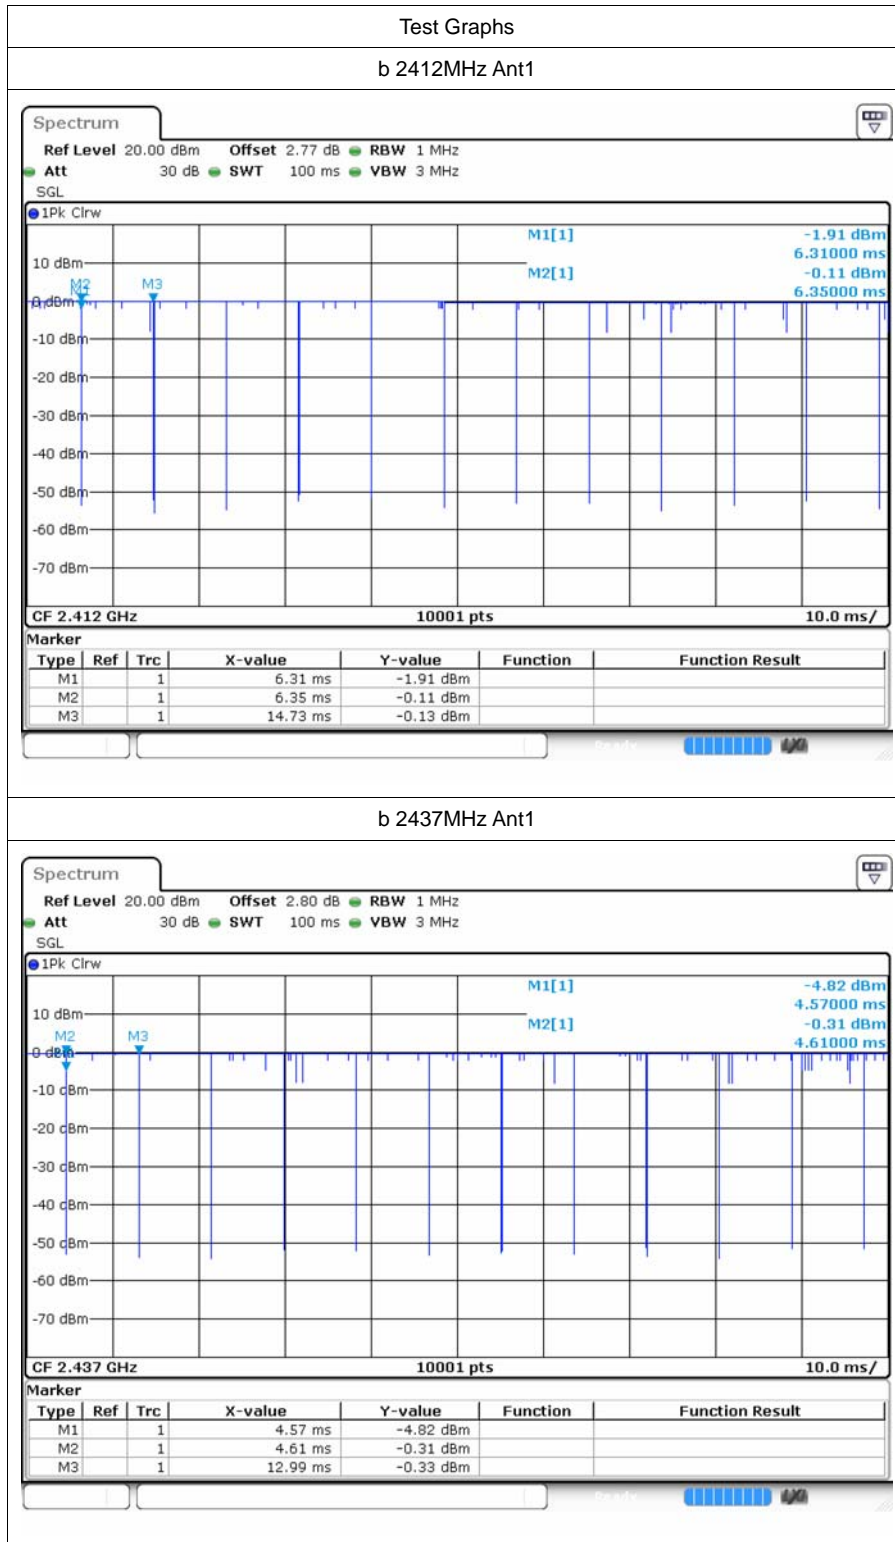 Test Graphs
b 2412MHz Ant1
Spectrum
Ref Level 20.00 dBm Offset 2.77 dB RBW 1 MHz
Att 30 dB SWT 100 ms VBW 3 MHz
SGL
1Pk Clrw
M1[1] -1.91 dBm
6.31000 ms
M2[1] -0.11 dBm
6.35000 ms
10 dBm
M2 M3
M1
0 dBm
-10 dBm
-20 dBm
-30 dBm
-40 dBm
-50 dBm
-60 dBm
-70 dBm
CF 2.412 GHz 10001 pts 10.0 ms/
Marker
Type Ref Trc X-value Y-value Function Function Result
M1 1 6.31 ms -1.91 dBm
M2 1 6.35 ms -0.11 dBm
M3 1 14.73 ms -0.13 dBm
Ready
b 2437MHz Ant1
Spectrum
Ref Level 20.00 dBm Offset 2.80 dB RBW 1 MHz
Att 30 dB SWT 100 ms VBW 3 MHz
SGL
1Pk Clrw
M1[1] -4.82 dBm
4.57000 ms
M2[1] -0.31 dBm
4.61000 ms
10 dBm
M2 M3
0 dBm
-10 dBm
-20 dBm
-30 dBm
-40 dBm
-50 dBm
-60 dBm
-70 dBm
CF 2.437 GHz 10001 pts 10.0 ms/
Marker
Type Ref Trc X-value Y-value Function Function Result
M1 1 4.57 ms -4.82 dBm
M2 1 4.61 ms -0.31 dBm
M3 1 12.99 ms -0.33 dBm
Ready